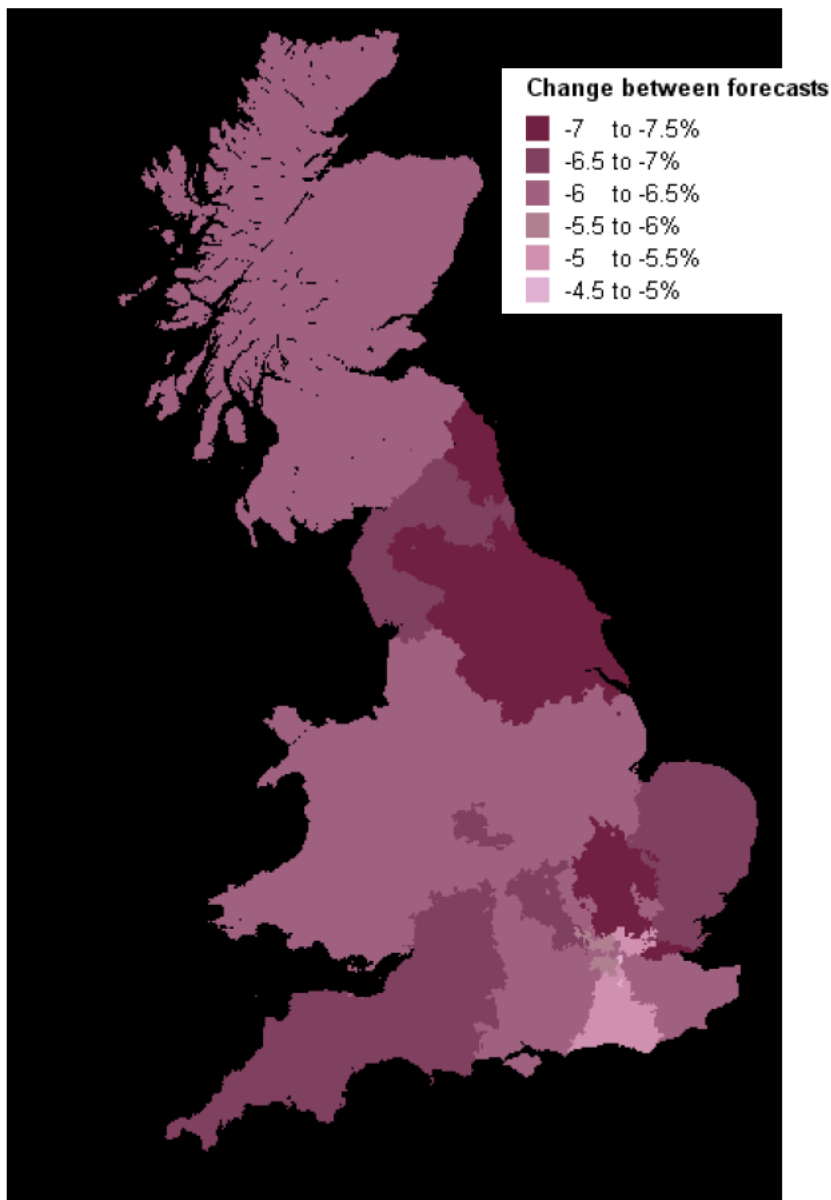 Change between forecasts
-7 to -7.5%
-6.5 to -7%
-6 to -6.5%
-5.5 to -6%
-5 to -5.5%
-4.5 to -5%